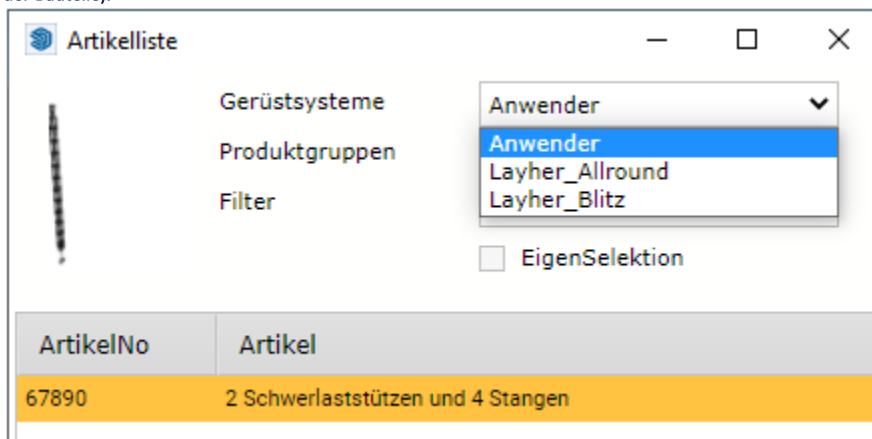 Artikelliste
Gerüstsysteme
Anwender
Produktgruppen
Anwender
Layher_Allround
Layher_Blitz
Filter
EigenSelektion
ArtikelNo Artikel
67890 2 Schwerlaststützen und 4 Stangen